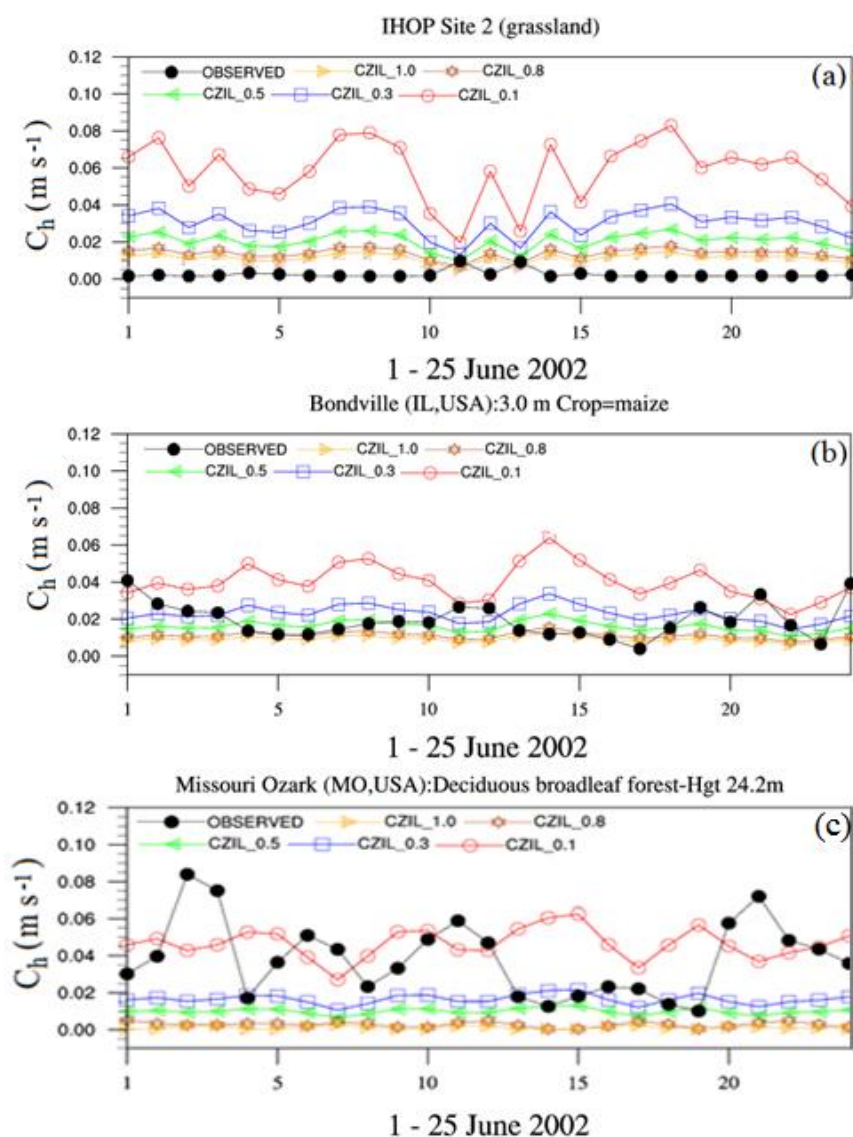 IHOP Site 2 (grassland)
0.12
0.10
0.08
0.06
0.04
0.02
0.00
C_h ( m s⁻¹ )
OBSERVED CZIL_1.0 CZIL_0.8
CZIL_0.5 CZIL_0.3 CZIL_0.1
(a)
1 5 10 15 20
1 - 25 June 2002
Bondville (IL,USA):3.0 m Crop=maize
0.12
0.10
0.08
0.06
0.04
0.02
0.00
C_h ( m s⁻¹ )
OBSERVED CZIL_1.0 CZIL_0.8
CZIL_0.5 CZIL_0.3 CZIL_0.1
(b)
1 5 10 15 20
1 - 25 June 2002
Missouri Ozark (MO,USA):Deciduous broadleaf forest-Hgt 24.2m
0.12
0.10
0.08
0.06
0.04
0.02
0.00
C_h ( m s⁻¹ )
OBSERVED CZIL_1.0 CZIL_0.8
CZIL_0.5 CZIL_0.3 CZIL_0.1
(c)
1 5 10 15 20
1 - 25 June 2002